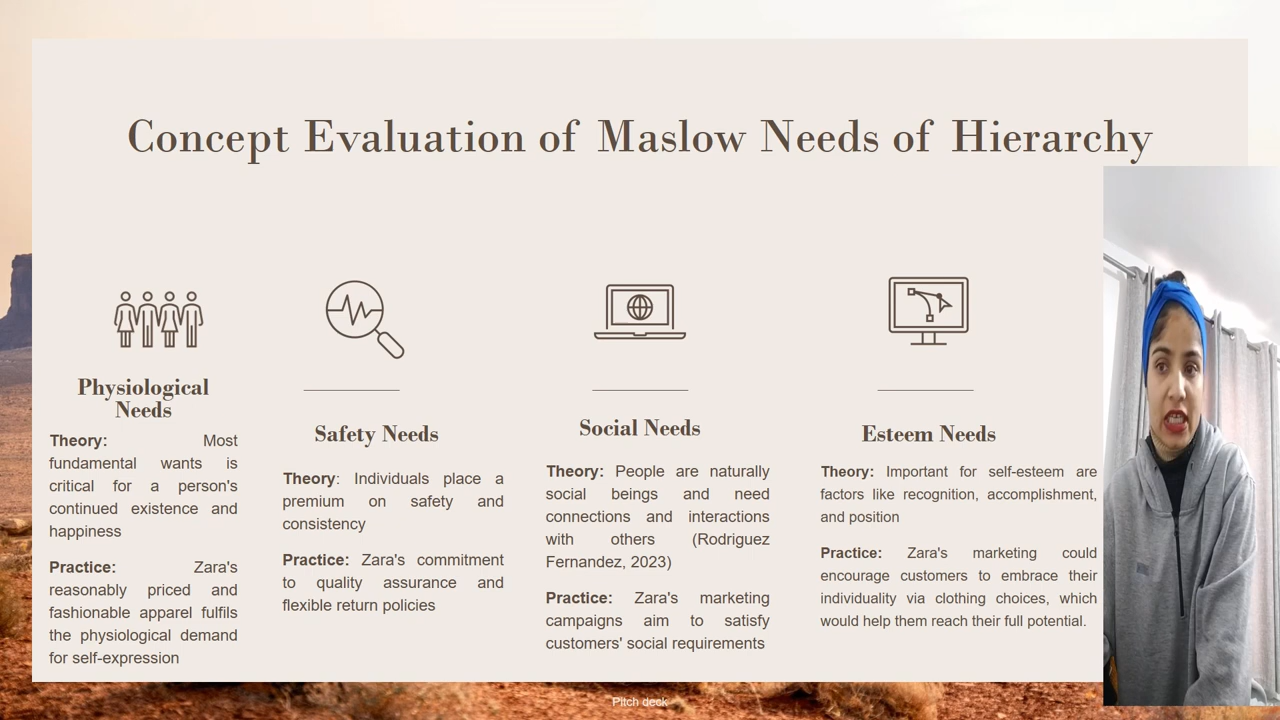 Concept Evaluation of Maslow Needs of Hierarchy
Physiological
Needs
Theory: Most
fundamental wants is
critical for a person's
continued existence and
happiness
Practice: Zara's
reasonably priced and
fashionable apparel fulfils
the physiological demand
for self-expression
Safety Needs
Theory: Individuals place a
premium on safety and
consistency
Practice: Zara's commitment
to quality assurance and
flexible return policies
Social Needs
Theory: People are naturally
social beings and need
connections and interactions
with others (Rodriguez
Fernandez, 2023)
Practice: Zara's marketing
campaigns aim to satisfy
customers' social requirements
Esteem Needs
Theory: Important for self-esteem are
factors like recognition, accomplishment,
and position
Practice: Zara's marketing could
encourage customers to embrace their
individuality via clothing choices, which
would help them reach their full potential.
Pitch deck